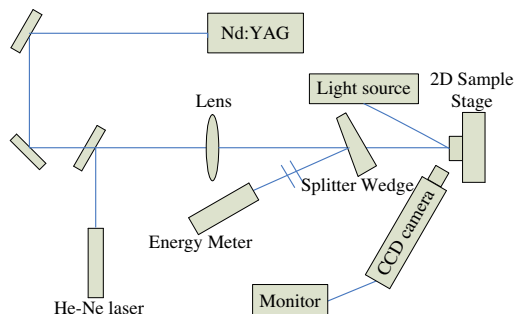 Nd:YAG
2D Sample
Stage
Light source
Lens
Splitter Wedge
Energy Meter
CCD camera
He-Ne laser
Monitor